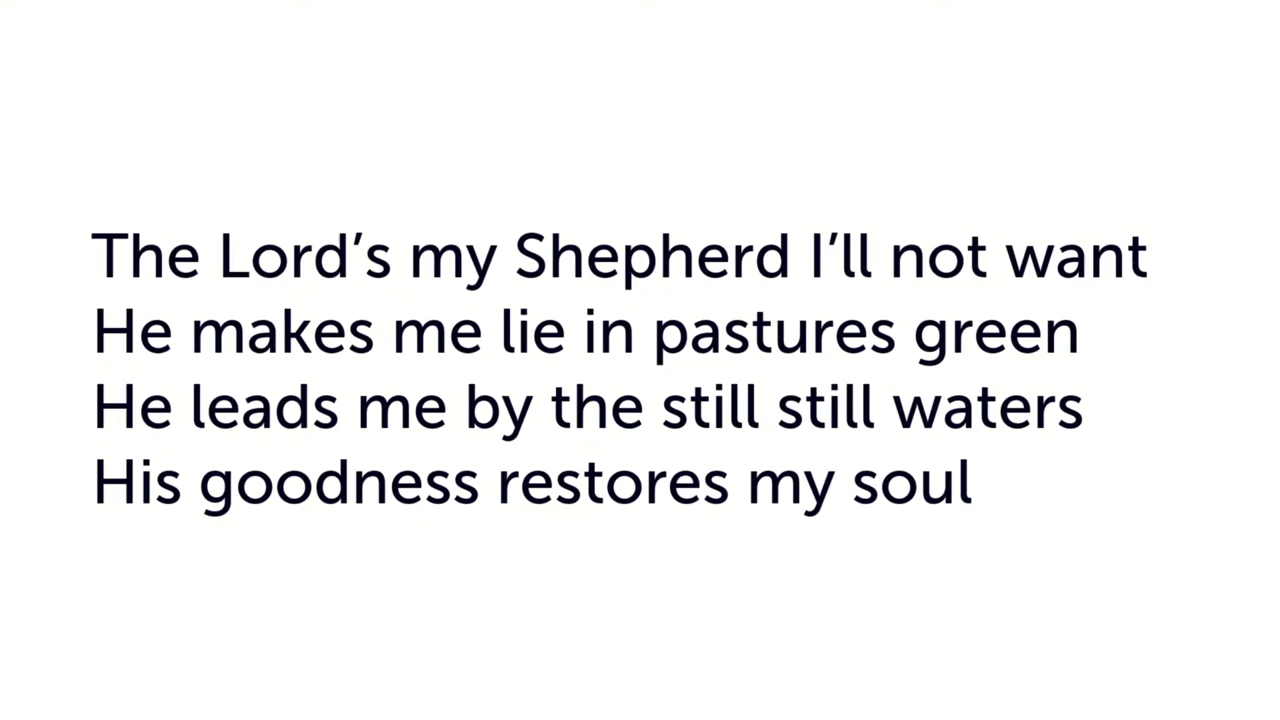 The Lord’s my Shepherd I’ll not want
He makes me lie in pastures green
He leads me by the still still waters
His goodness restores my soul